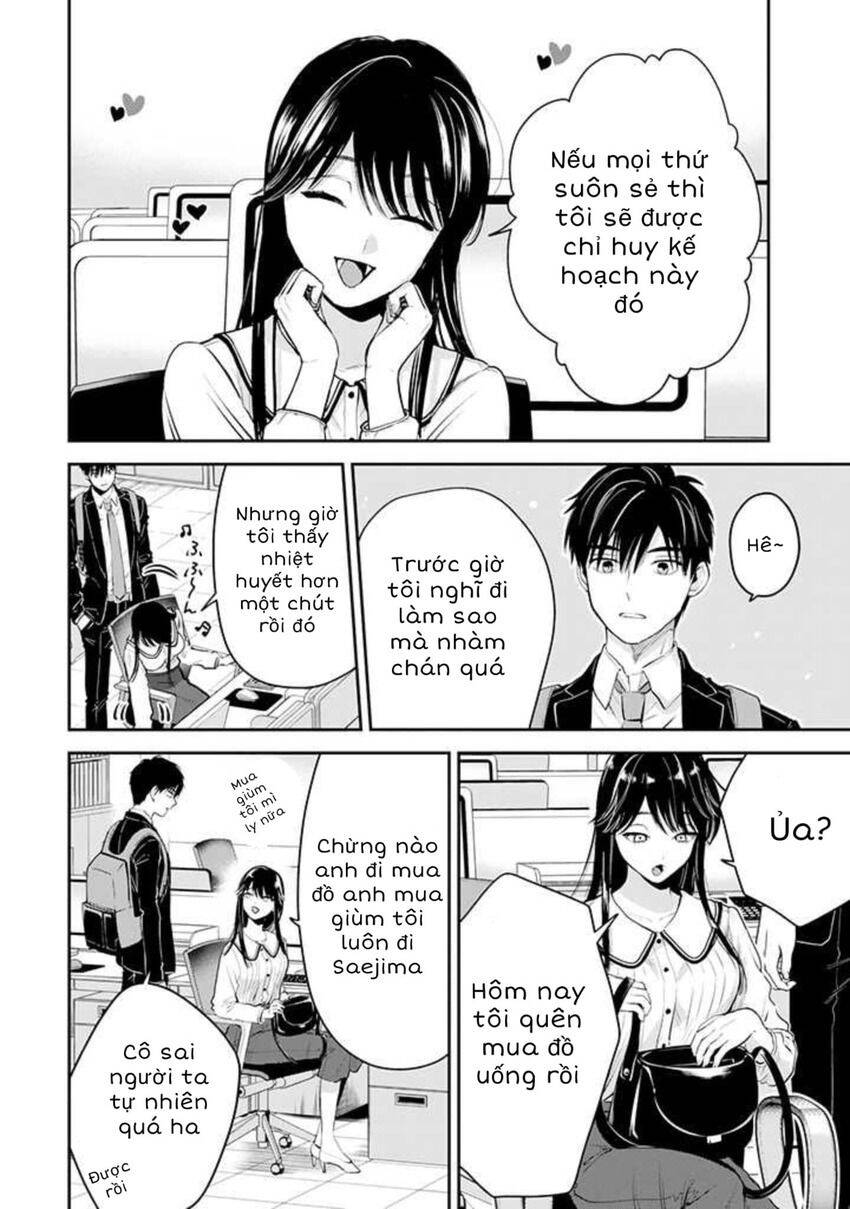 Nếu mọi thứ
suôn sẻ thì
tôi sẽ được
chỉ huy kế
hoạch này
đó
Hê~
Trước giờ
tôi nghĩ đi
làm sao
mà nhàm
chán quá
Nhưng giờ
tôi thấy
nhiệt
huyết hơn
một chút
rồi đó
♫ふふ〜ん♪
Ủa?
Hôm nay
tôi quên
mua đồ
uống rồi
Chừng nào
anh đi mua
đồ anh mua
giùm tôi
luôn đi
Saejima
Mua
giùm
tôi mì
ly nữa
Cô sai
người ta
tự nhiên
quá ha
Được
rồi